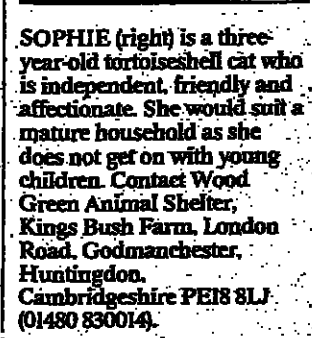 SOPHIE (right) is a three-
year-old tortoiseshell cat who
is independent, friendly and
affectionate. She would suit a
mature household as she
does not get on with young
children. Contact Wood
Green Animal Shelter,
Kings Bush Farm, London
Road, Godmanchester,
Huntingdon,
Cambridgeshire PE18 8LJ
(01480 830014).